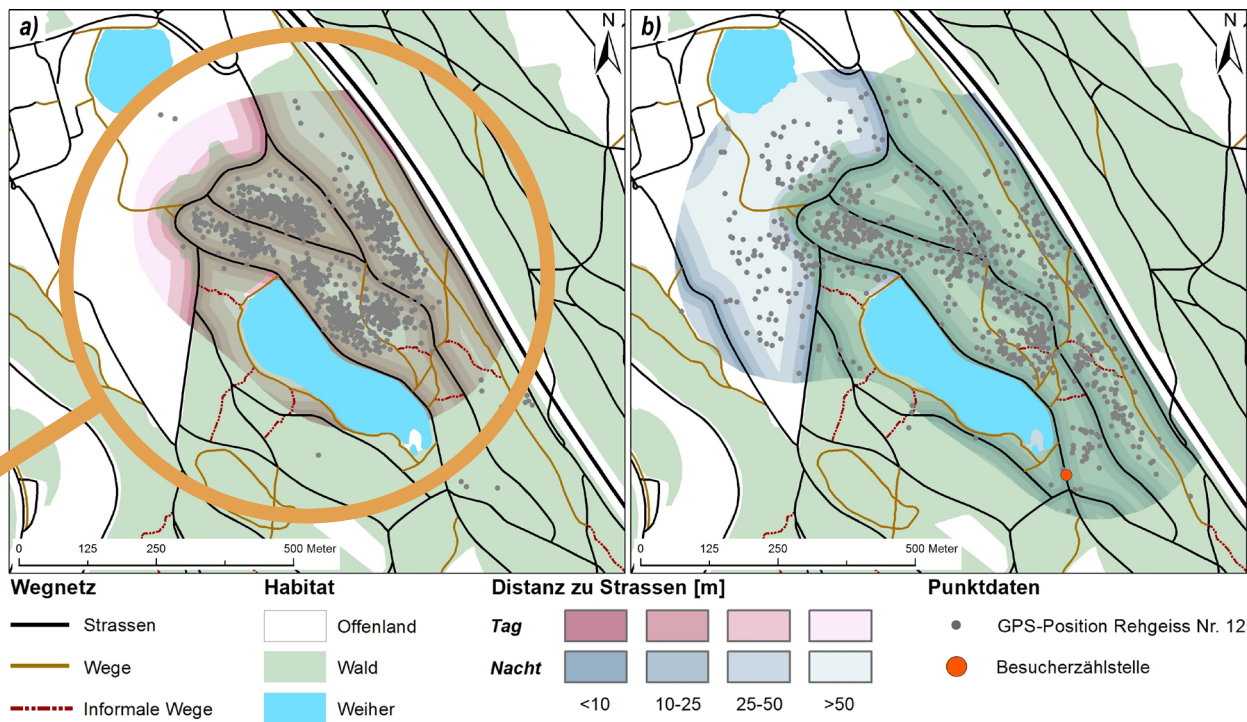 a)
N
b)
N
0 125 250 500 Meter
0 125 250 500 Meter
Wegnetz
Strassen
Wege
Informale Wege
Habitat
Offenland
Wald
Weiher
Distanz zu Strassen [m]
Tag
Nacht
<10 10-25 25-50 >50
Punktdaten
GPS-Position Rehgeiss Nr. 12
Besucherzählstelle